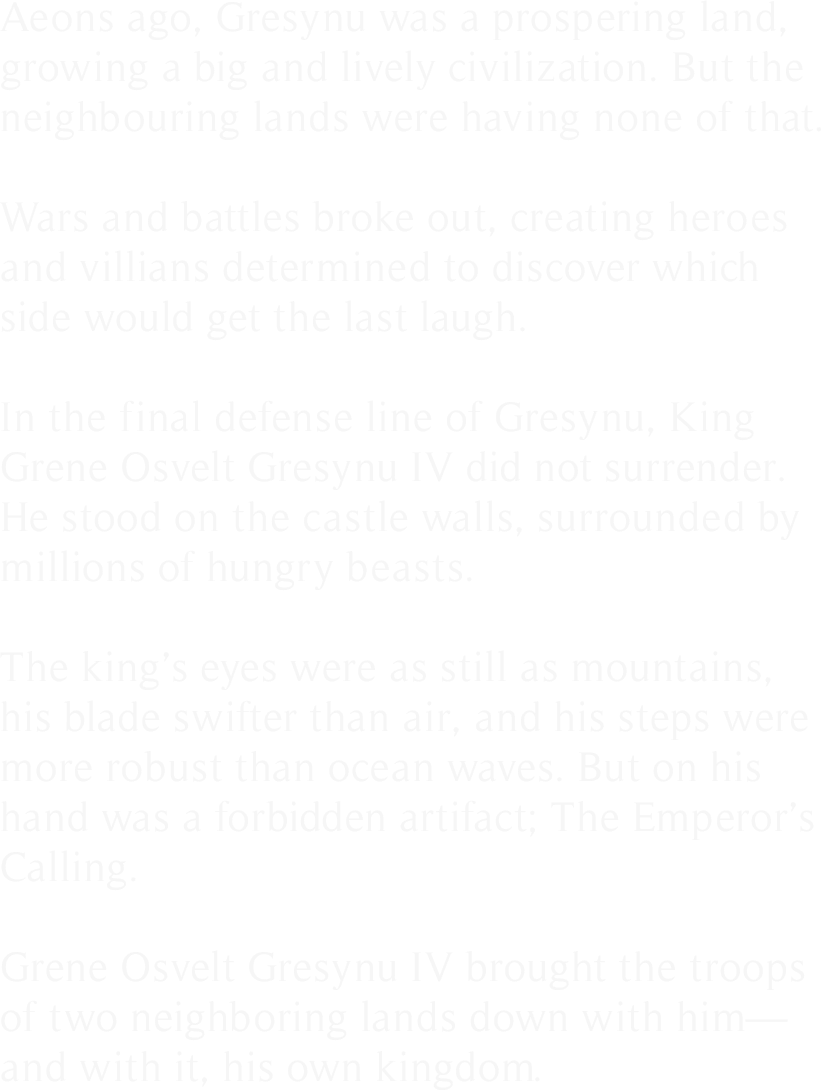 Aeons ago, Gresynu was a prospering land,
growing a big and lively civilization. But the
neighbouring lands were having none of that.
Wars and battles broke out, creating heroes
and villians determined to discover which
side would get the last laugh.
In the final defense line of Gresynu, King
Grene Osvelt Gresynu IV did not surrender.
He stood on the castle walls, surrounded by
millions of hungry beasts.
The king’s eyes were as still as mountains,
his blade swifter than air, and his steps were
more robust than ocean waves. But on his
hand was a forbidden artifact; The Emperor’s
Calling.
Grene Osvelt Gresynu IV brought the troops
of two neighboring lands down with him—
and with it, his own kingdom.